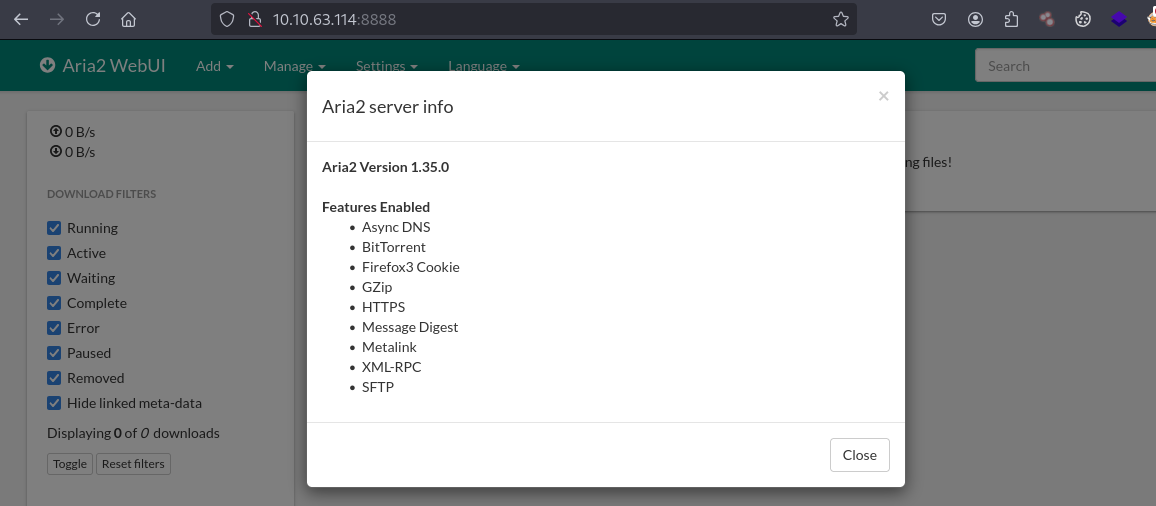 10.10.63.114:8888
Aria2 WebUI Add Manage Settings Language Search
Aria2 server info ×
0 B/s
0 B/s
ng files!
Aria2 Version 1.35.0
DOWNLOAD FILTERS
Features Enabled
Running
Async DNS
Active
BitTorrent
Firefox3 Cookie
Waiting
GZip
Complete
HTTPS
Error
Message Digest
Paused
Metalink
XML-RPC
Removed
SFTP
Hide linked meta-data
Displaying 0 of 0 downloads
Toggle Reset filters
Close